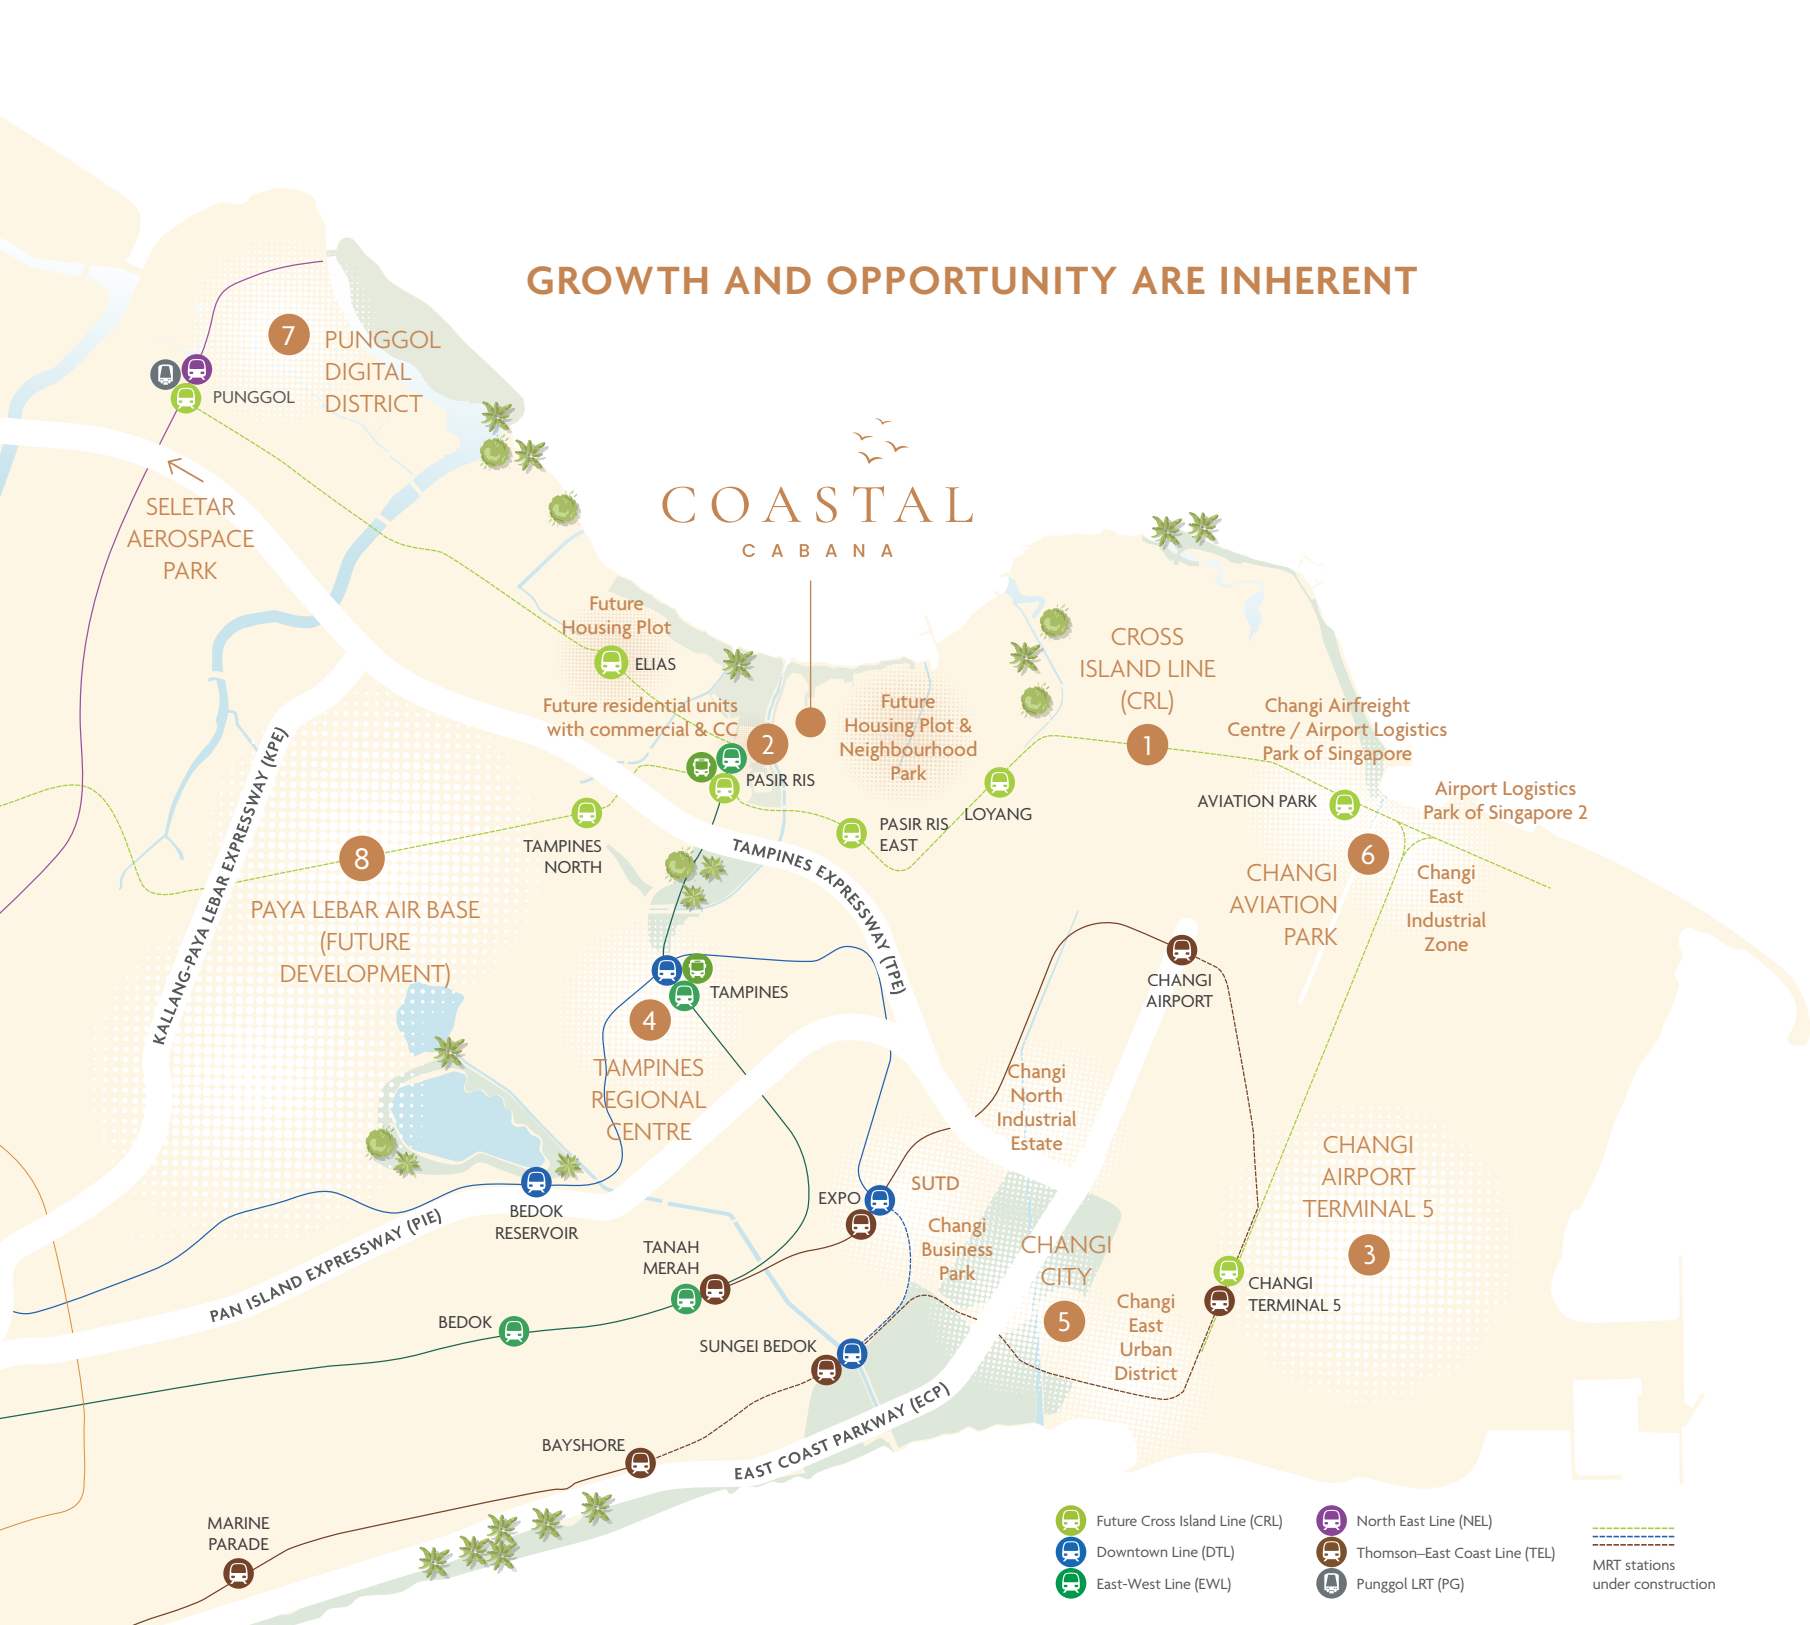 GROWTH AND OPPORTUNITY ARE INHERENT
7
PUNGGOL
DIGITAL
DISTRICT
PUNGGOL
SELETAR
AEROSPACE
PARK
COASTAL
CABANA
Future
Housing Plot
ELIAS
Future residential units
with commercial & CC
2
PASIR RIS
Future
Housing Plot &
Neighbourhood
Park
CROSS
ISLAND LINE
(CRL)
1
LOYANG
PASIR RIS
EAST
Changi Airfreight
Centre / Airport Logistics
Park of Singapore
AVIATION PARK
Airport Logistics
Park of Singapore 2
6
CHANGI
AVIATION
PARK
Changi
East
Industrial
Zone
TAMPINES
NORTH
8
PAYA LEBAR AIR BASE
(FUTURE
DEVELOPMENT)
KALLANG-PAYA LEBAR EXPRESSWAY (KPE)
TAMPINES EXPRESSWAY (TPE)
TAMPINES
4
TAMPINES
REGIONAL
CENTRE
CHANGI
AIRPORT
Changi
North
Industrial
Estate
SUTD
EXPO
Changi
Business
Park
CHANGI
CITY
5
Changi
East
Urban
District
CHANGI
AIRPORT
TERMINAL 5
3
CHANGI
TERMINAL 5
BEDOK
RESERVOIR
PAN ISLAND EXPRESSWAY (PIE)
TANAH
MERAH
BEDOK
SUNGEI BEDOK
BAYSHORE
EAST COAST PARKWAY (ECP)
MARINE
PARADE
Future Cross Island Line (CRL)
Downtown Line (DTL)
East-West Line (EWL)
North East Line (NEL)
Thomson–East Coast Line (TEL)
Punggol LRT (PG)
MRT stations
under construction